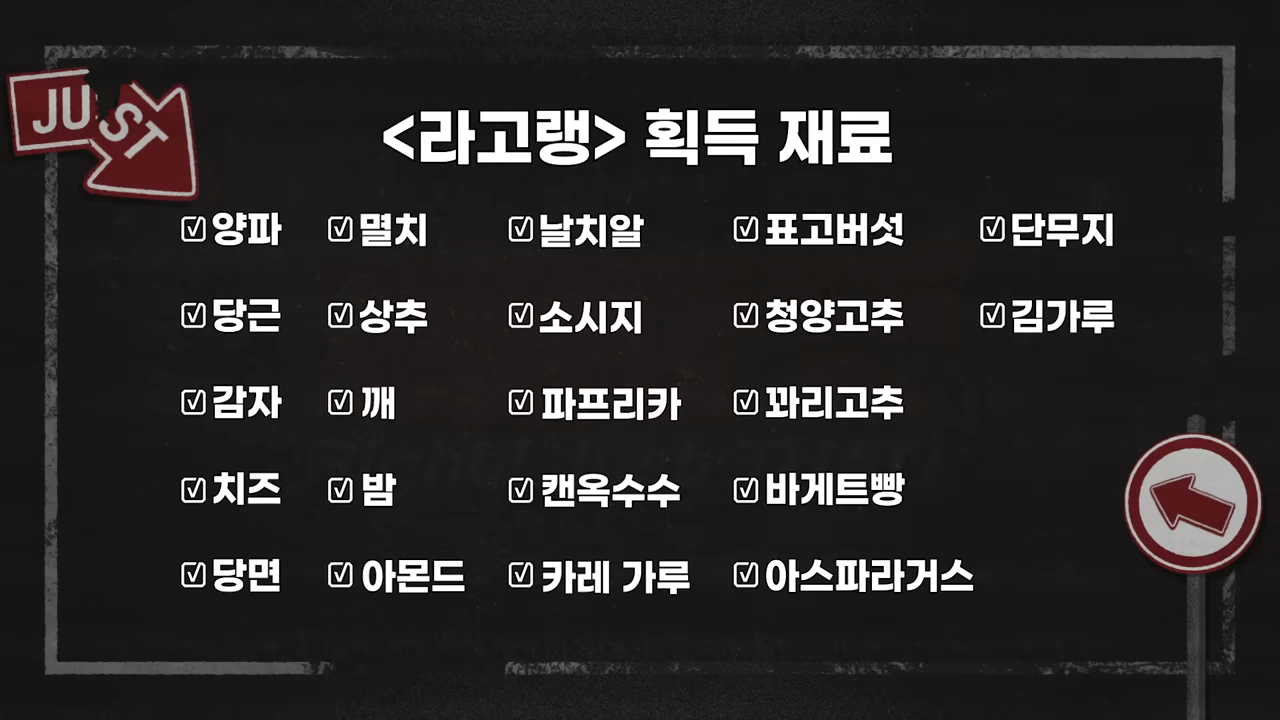 JUST
<라고랭> 획득 재료
☑양파 ☑멸치 ☑날치알 ☑표고버섯 ☑단무지
☑당근 ☑상추 ☑소시지 ☑청양고추 ☑김가루
☑감자 ☑깨 ☑파프리카 ☑꽈리고추
☑치즈 ☑밤 ☑캔옥수수 ☑바게트빵
☑당면 ☑아몬드 ☑카레 가루 ☑아스파라거스